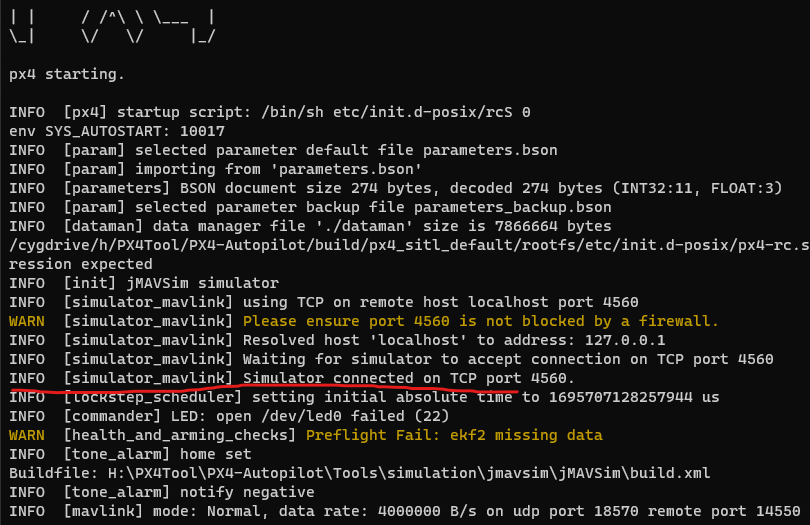 | |     / /^\ \ \___  |
\_|     \/   \/     |_/
px4 starting.
INFO  [px4] startup script: /bin/sh etc/init.d-posix/rcS 0
env SYS_AUTOSTART: 10017
INFO  [param] selected parameter default file parameters.bson
INFO  [param] importing from 'parameters.bson'
INFO  [parameters] BSON document size 274 bytes, decoded 274 bytes (INT32:11, FLOAT:3)
INFO  [param] selected parameter backup file parameters_backup.bson
INFO  [dataman] data manager file './dataman' size is 7866664 bytes
/cygdrive/h/PX4Tool/PX4-Autopilot/build/px4_sitl_default/rootfs/etc/init.d-posix/px4-rc.s
ression expected
INFO  [init] jMAVSim simulator
INFO  [simulator_mavlink] using TCP on remote host localhost port 4560
WARN  [simulator_mavlink] Please ensure port 4560 is not blocked by a firewall.
INFO  [simulator_mavlink] Resolved host 'localhost' to address: 127.0.0.1
INFO  [simulator_mavlink] Waiting for simulator to accept connection on TCP port 4560
INFO  [simulator_mavlink] Simulator connected on TCP port 4560.
INFO  [lockstep_scheduler] setting initial absolute time to 1695707128257944 us
INFO  [commander] LED: open /dev/led0 failed (22)
WARN  [health_and_arming_checks] Preflight Fail: ekf2 missing data
INFO  [tone_alarm] home set
Buildfile: H:\PX4Tool\PX4-Autopilot\Tools\simulation\jmavsim\jMAVSim\build.xml
INFO  [tone_alarm] notify negative
INFO  [mavlink] mode: Normal, data rate: 4000000 B/s on udp port 18570 remote port 14550